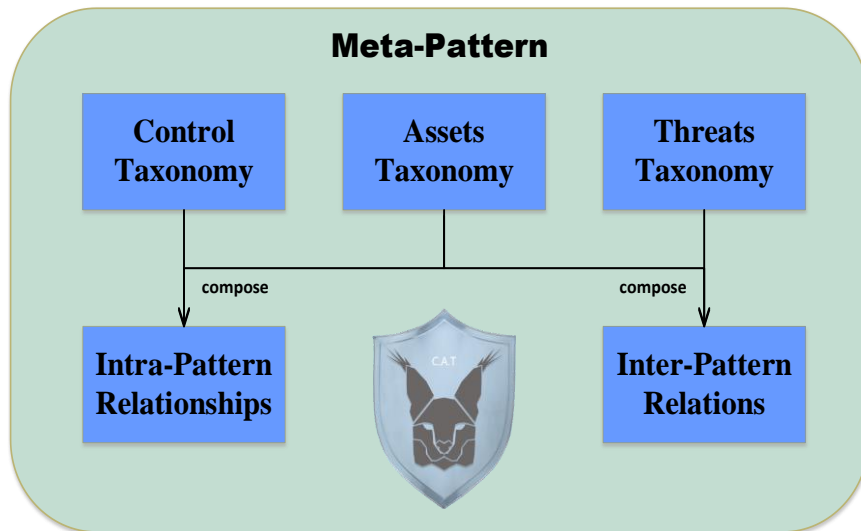 Meta-Pattern
Control
Taxonomy
Assets
Taxonomy
Threats
Taxonomy
compose
compose
Intra-Pattern
Relationships
C.A.T
Inter-Pattern
Relations